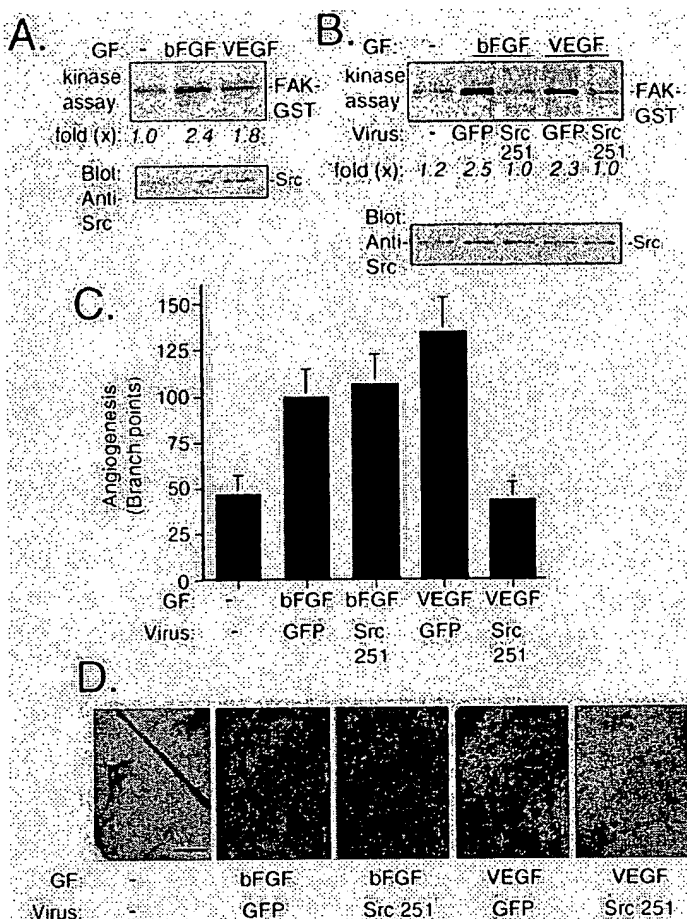 A.
GF: - bFGF VEGF
kinase assay
-FAK-GST
fold (x): 1.0 2.4 1.8
Blot: Anti Src
-Src
B.
GF: - bFGF VEGF
kinase assay
-FAK-GST
Virus: - GFP Src 251 GFP Src 251
fold (x): 1.2 2.5 1.0 2.3 1.0
Blot: Anti-Src
-Src
C.
Angiogenesis
(Branch points)
150
125
100
75
50
25
0
GF: - bFGF bFGF VEGF VEGF
Virus: - GFP Src 251 GFP Src 251
D.
GF: - bFGF bFGF VEGF VEGF
Virus: - GFP Src 251 GFP Src 251